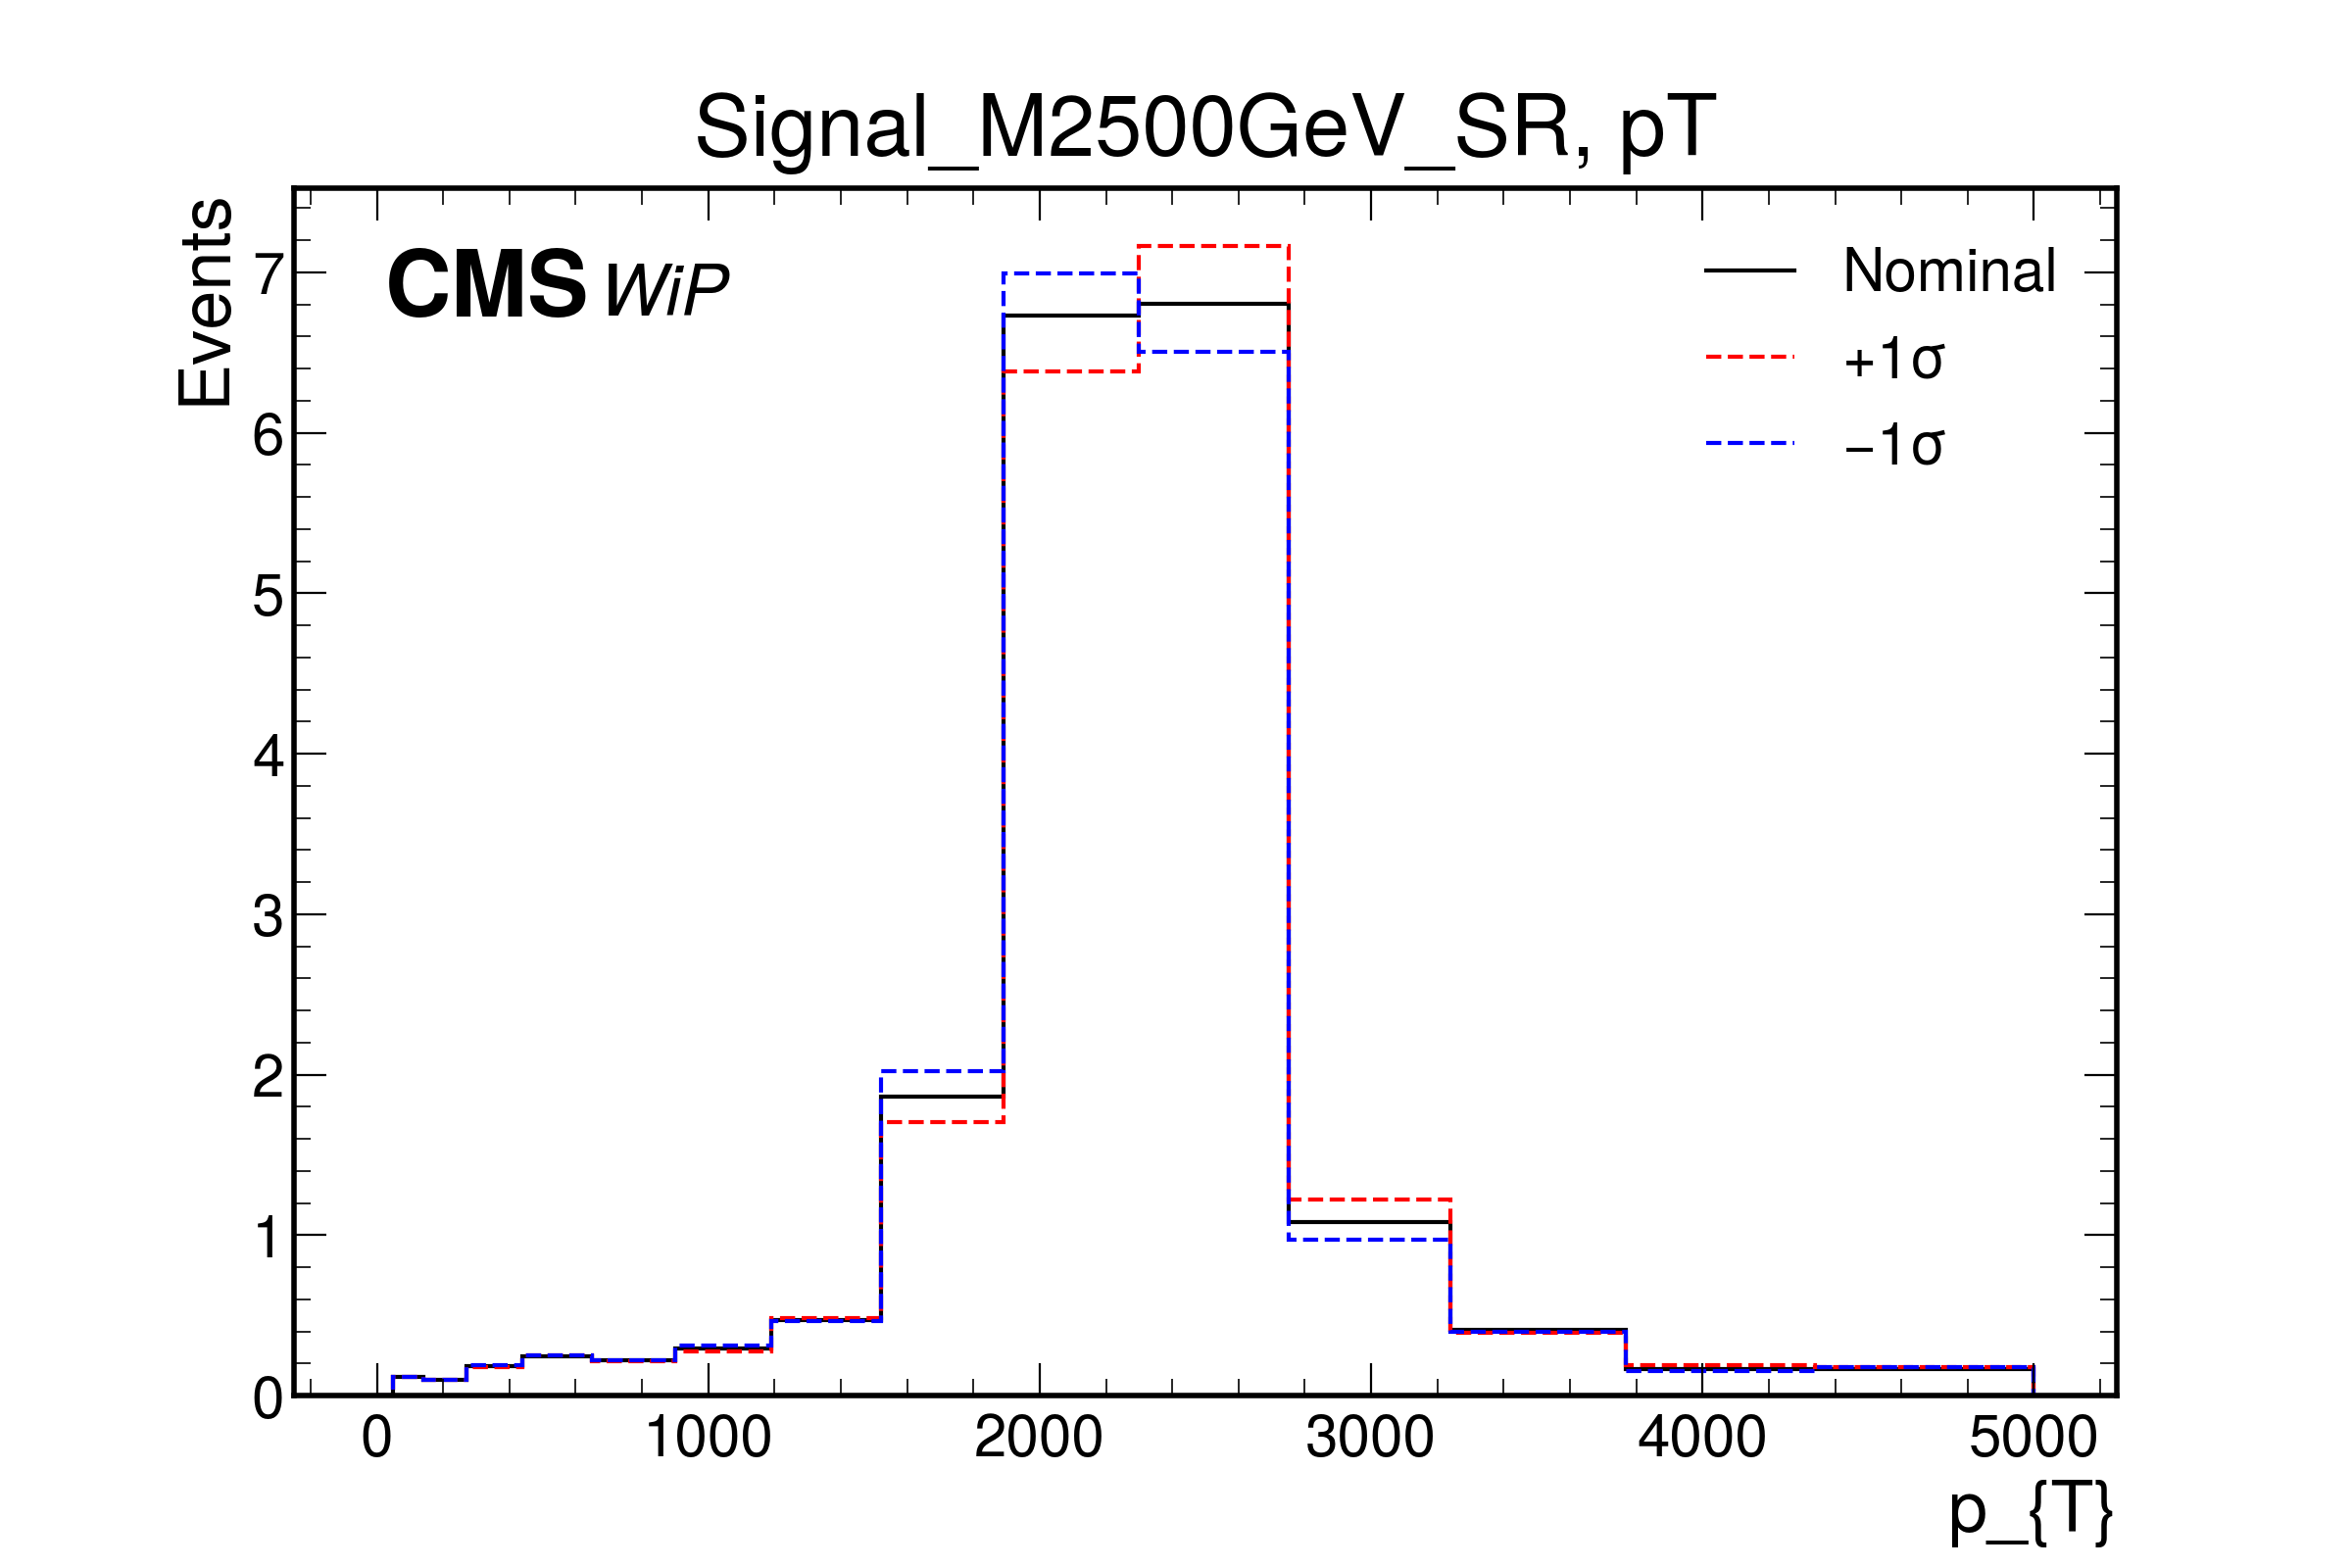 Signal_M2500GeV_SR, pT
Events
CMS WiP
Nominal
+1σ
−1σ
7
6
5
4
3
2
1
0
0 1000 2000 3000 4000 5000
p_{T}